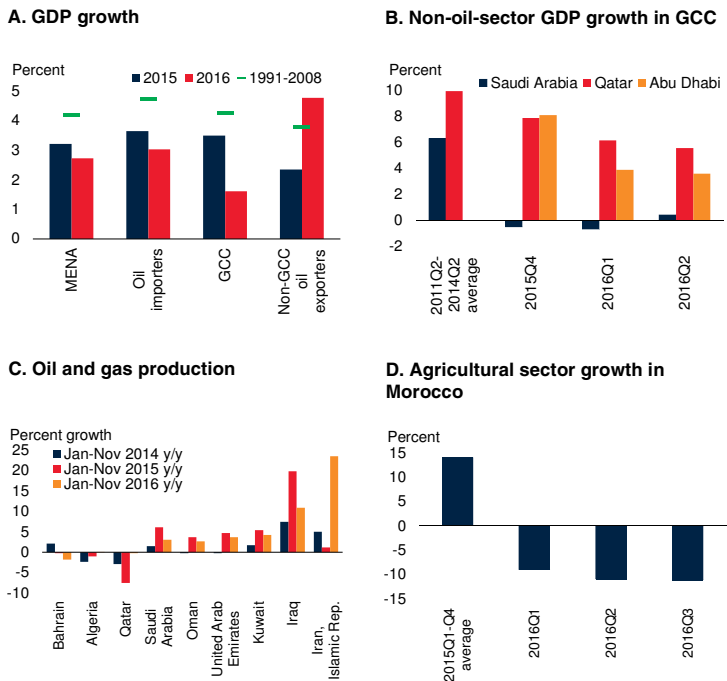 A. GDP growth
Percent
2015 2016 1991-2008
5
4
3
2
1
0
MENA
Oil
importers
GCC
Non-GCC
oil
exporters
B. Non-oil-sector GDP growth in GCC
Percent
Saudi Arabia Qatar Abu Dhabi
10
8
6
4
2
0
-2
2011Q2-
2014Q2
average
2015Q4
2016Q1
2016Q2
C. Oil and gas production
Percent growth
Jan-Nov 2014 y/y
Jan-Nov 2015 y/y
Jan-Nov 2016 y/y
25
20
15
10
5
0
-5
-10
Bahrain
Algeria
Qatar
Saudi
Arabia
Oman
United Arab
Emirates
Kuwait
Iraq
Iran,
Islamic Rep.
D. Agricultural sector growth in
Morocco
Percent
15
10
5
0
-5
-10
-15
2015Q1-Q4
average
2016Q1
2016Q2
2016Q3